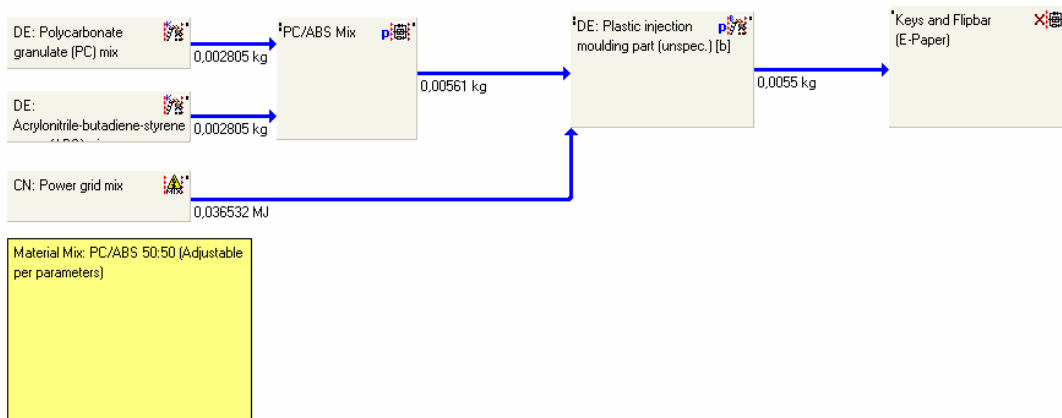 DE: Polycarbonate
granulate (PC) mix
0,002805 kg
DE:
Acrylonitrile-butadiene-styrene
0,002805 kg
CN: Power grid mix
0,036532 MJ
PC/ABS Mix
p
0,00561 kg
DE: Plastic injection
moulding part (unspec.) [b]
p
0,0055 kg
Keys and Flipbar
(E-Paper)
Material Mix: PC/ABS 50:50 (Adjustable
per parameters)